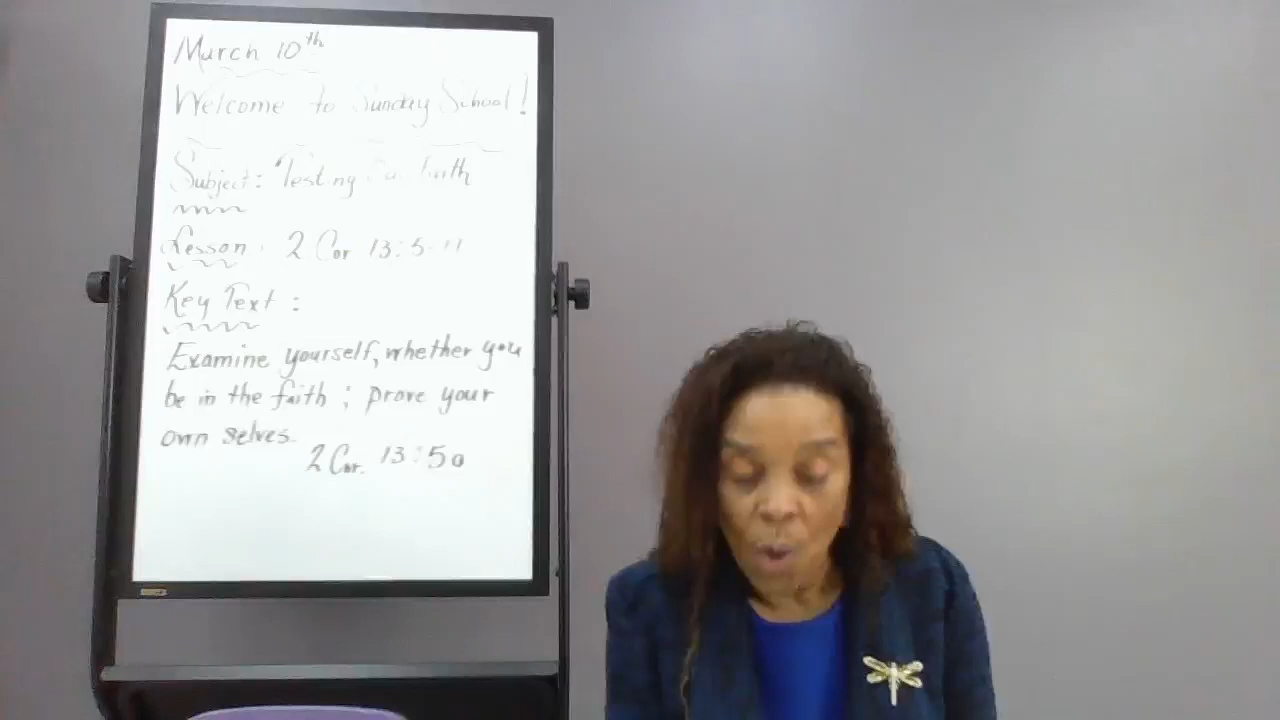 March 10th
Welcome to Sunday School!
Subject: Testing Our Faith
Lesson: 2 Cor 13:5-11
Key Text:
Examine yourself, whether you
be in the faith; prove your
own selves.
2 Cor. 13:5a